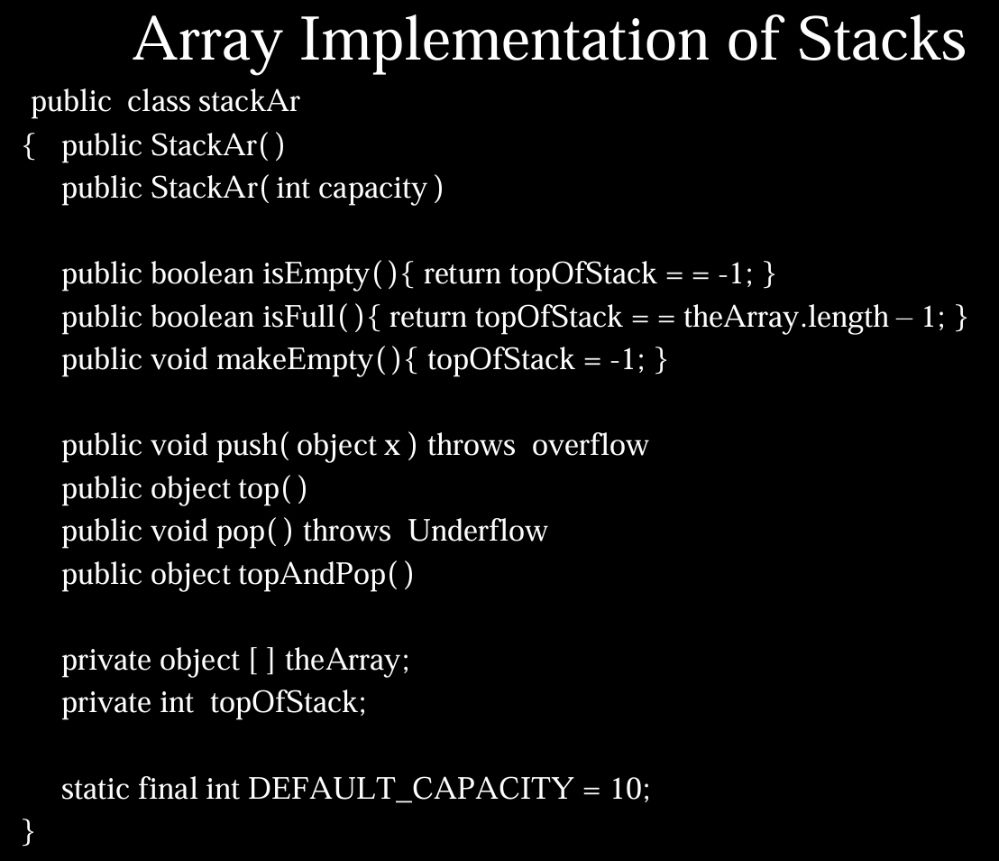 Array Implementation of Stacks
public class stackAr
{ public StackAr( )
public StackAr( int capacity )
public boolean isEmpty( ){ return topOfStack = = -1; }
public boolean isFull( ){ return topOfStack = = theArray.length – 1; }
public void makeEmpty( ){ topOfStack = -1; }
public void push( object x ) throws overflow
public object top( )
public void pop( ) throws Underflow
public object topAndPop( )
private object [ ] theArray;
private int topOfStack;
static final int DEFAULT_CAPACITY = 10;
}